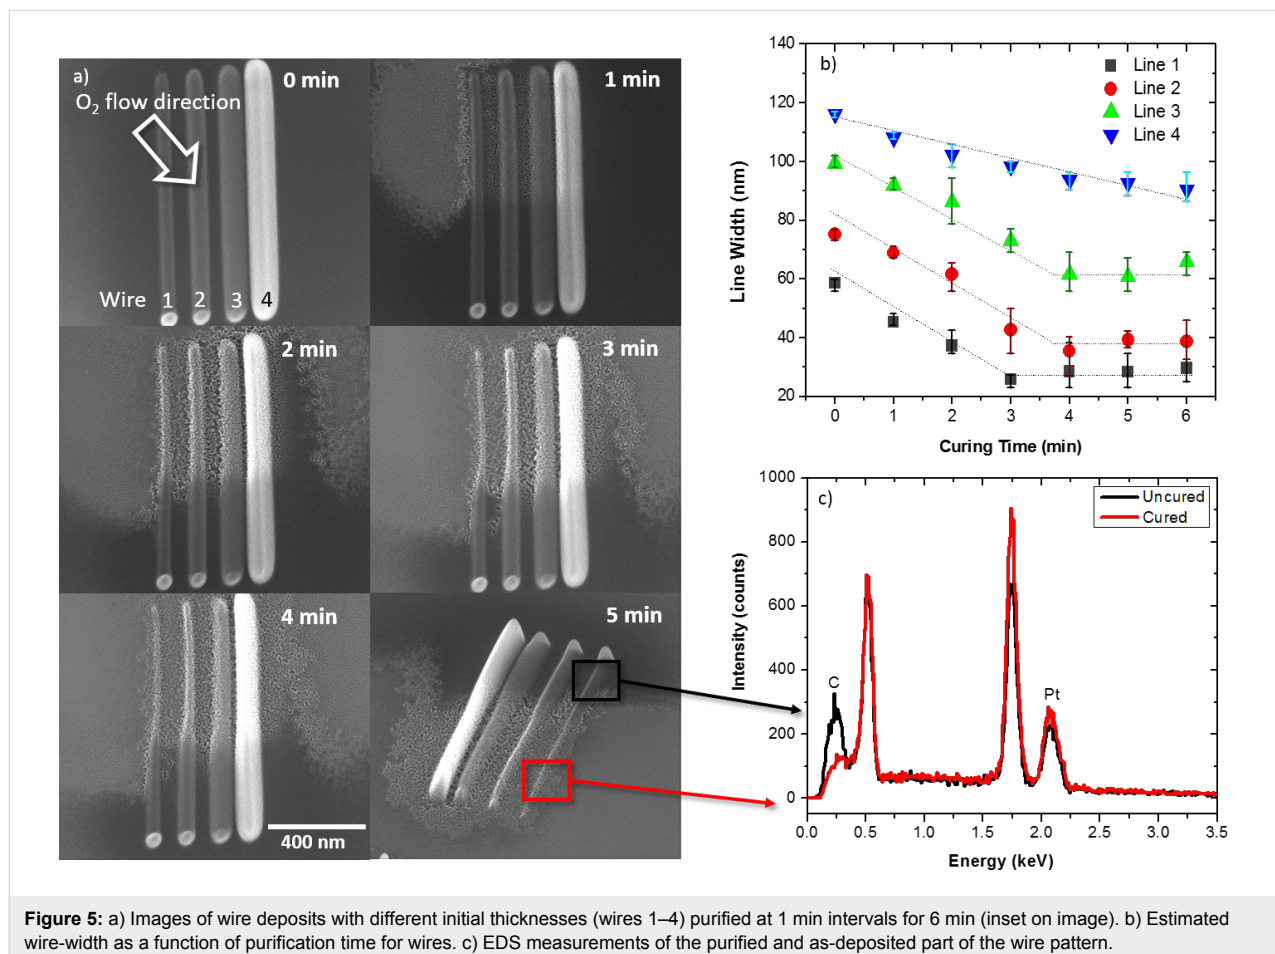 a)
O2 flow direction
0 min
1 min
Wire 1 2 3 4
2 min
3 min
4 min
5 min
400 nm
b)
Line 1
Line 2
Line 3
Line 4
140
120
100
80
60
40
20
Line Width (nm)
0 1 2 3 4 5 6
Curing Time (min)
c)
Uncured
Cured
1000
800
600
400
200
0
Intensity (counts)
C
Pt
0.0 0.5 1.0 1.5 2.0 2.5 3.0 3.5
Energy (keV)
Figure 5: a) Images of wire deposits with different initial thicknesses (wires 1–4) purified at 1 min intervals for 6 min (inset on image). b) Estimated
wire-width as a function of purification time for wires. c) EDS measurements of the purified and as-deposited part of the wire pattern.